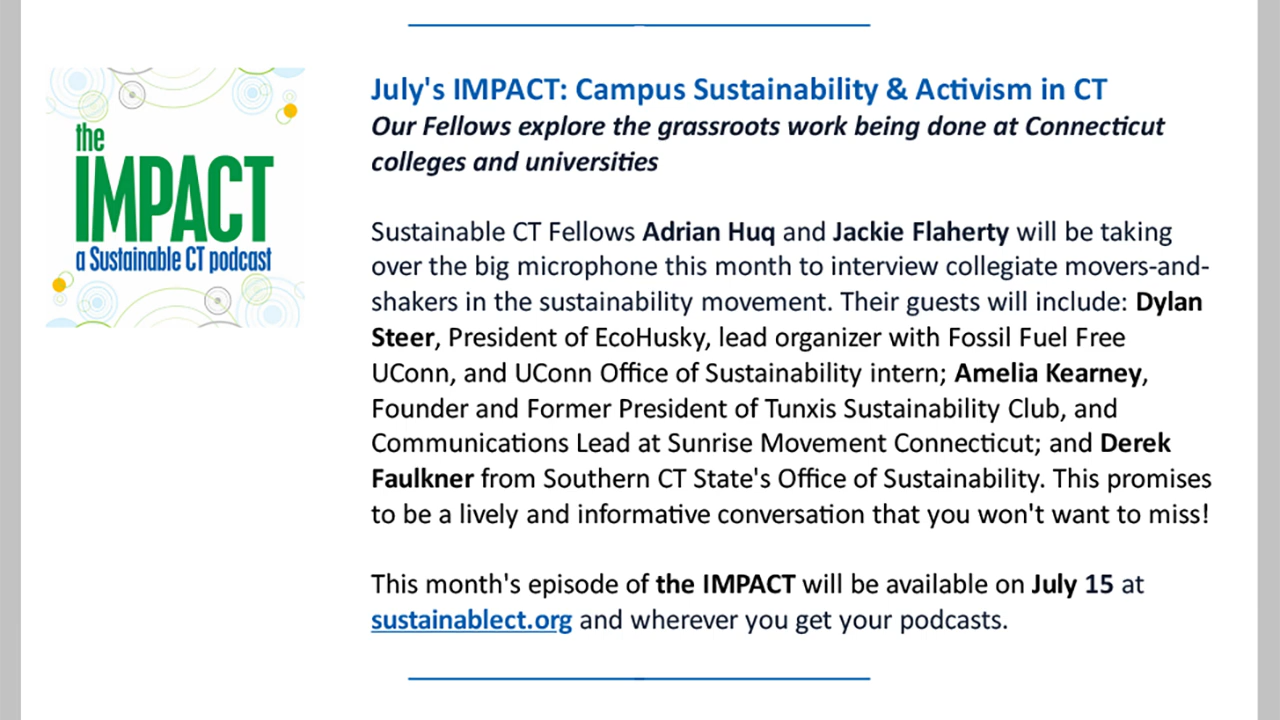 the
IMPACT
a Sustainable CT podcast
July's IMPACT: Campus Sustainability & Activism in CT
Our Fellows explore the grassroots work being done at Connecticut
colleges and universities
Sustainable CT Fellows Adrian Huq and Jackie Flaherty will be taking
over the big microphone this month to interview collegiate movers-and-
shakers in the sustainability movement. Their guests will include: Dylan
Steer, President of EcoHusky, lead organizer with Fossil Fuel Free
UConn, and UConn Office of Sustainability intern; Amelia Kearney,
Founder and Former President of Tunxis Sustainability Club, and
Communications Lead at Sunrise Movement Connecticut; and Derek
Faulkner from Southern CT State's Office of Sustainability. This promises
to be a lively and informative conversation that you won't want to miss!
This month's episode of the IMPACT will be available on July 15 at
sustainablect.org and wherever you get your podcasts.